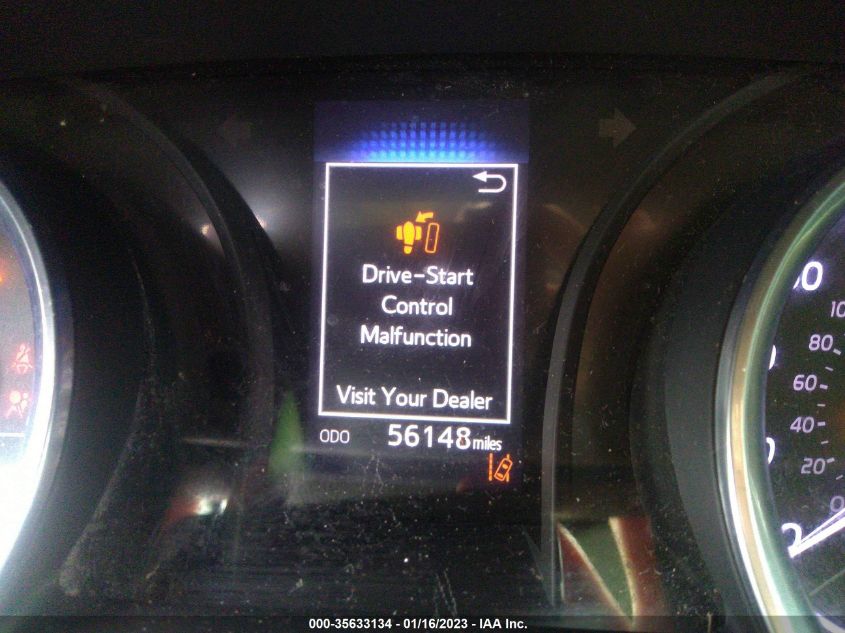 Drive-Start
Control
Malfunction
Visit Your Dealer
ODO 56148 miles
80
60
40
20
0
000-35633134 - 01/16/2023 - IAA Inc.